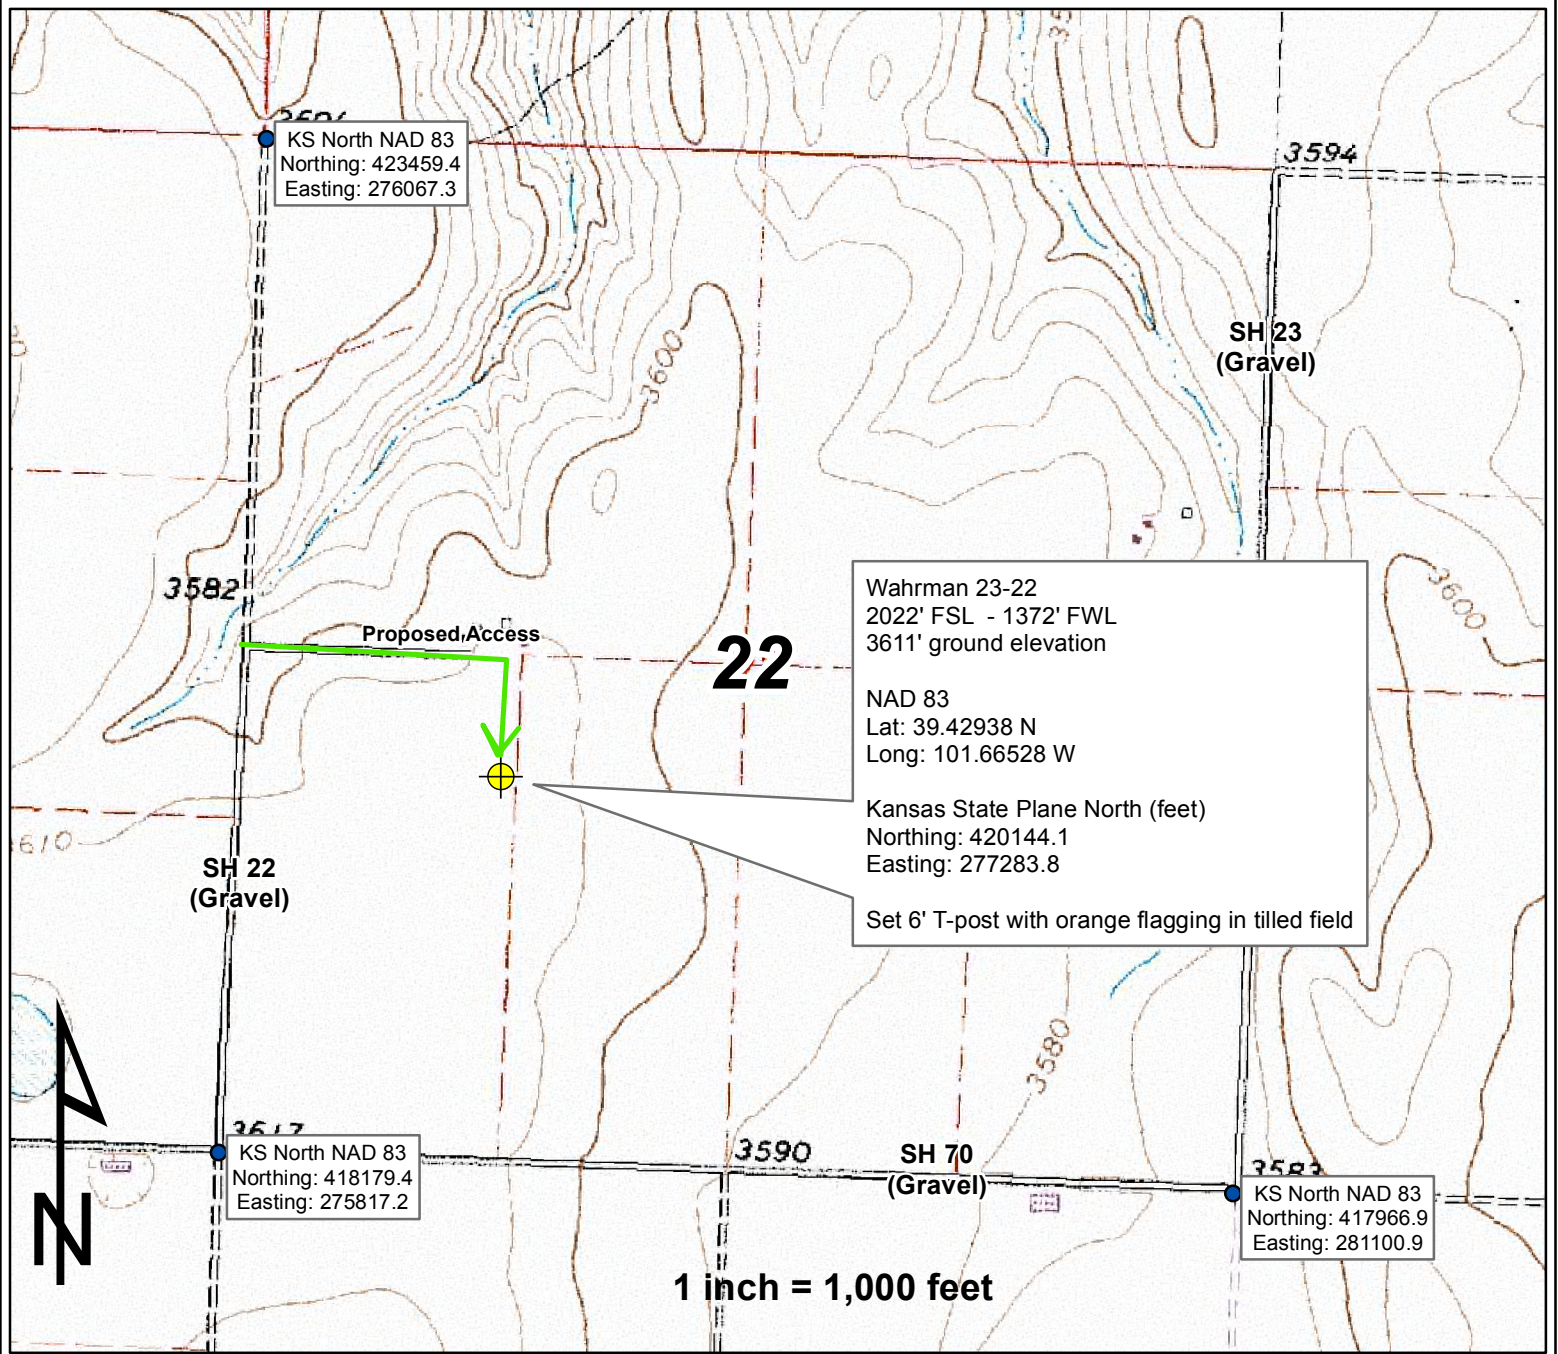 KS North NAD 83
Northing: 423459.4
Easting: 276067.3
3594
SH 23
(Gravel)
3600
3582
Proposed Access
22
Wahrman 23-22
2022' FSL - 1372' FWL
3611' ground elevation
NAD 83
Lat: 39.42938 N
Long: 101.66528 W
Kansas State Plane North (feet)
Northing: 420144.1
Easting: 277283.8
Set 6' T-post with orange flagging in tilled field
3600
SH 22
(Gravel)
3580
N
3617
KS North NAD 83
Northing: 418179.4
Easting: 275817.2
3590
SH 70
(Gravel)
3583
KS North NAD 83
Northing: 417966.9
Easting: 281100.9
1 inch = 1,000 feet